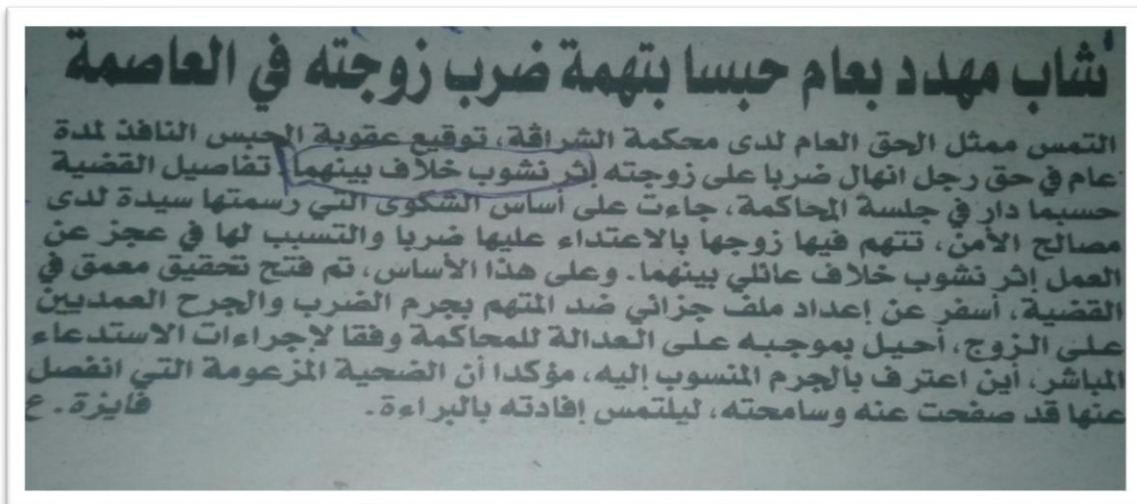 شاب مهدد بعام حبسا بتهمة ضرب زوجته في العاصمة
التمس ممثل الحق العام لدى محكمة الشراقة، توقيع عقوبة الحبس النافذ لمدة
عام في حق رجل انهال ضربا على زوجته إثر نشوب خلاف بينهما. تفاصيل القضية
حسبما دار في جلسة المحاكمة، جاءت على أساس الشكوى التي رسمتها سيدة لدى
مصالح الأمن، تتهم فيها زوجها بالاعتداء عليها ضربا والتسبب لها في عجز عن
العمل إثر نشوب خلاف عائلي بينهما. وعلى هذا الأساس، تم فتح تحقيق معمق في
القضية، أسفر عن إعداد ملف جزائي ضد المتهم بجرم الضرب والجرح العمديين
على الزوج، أحيل بموجبه على العدالة للمحاكمة وفقا لإجراءات الاستدعاء
المباشر، أين اعترف بالجرم المنسوب إليه، مؤكدا أن الضحية المزعومة التي انفصل
عنها قد صفحت عنه وسامحته، ليلتمس إفادته بالبراءة. فايزة. ع